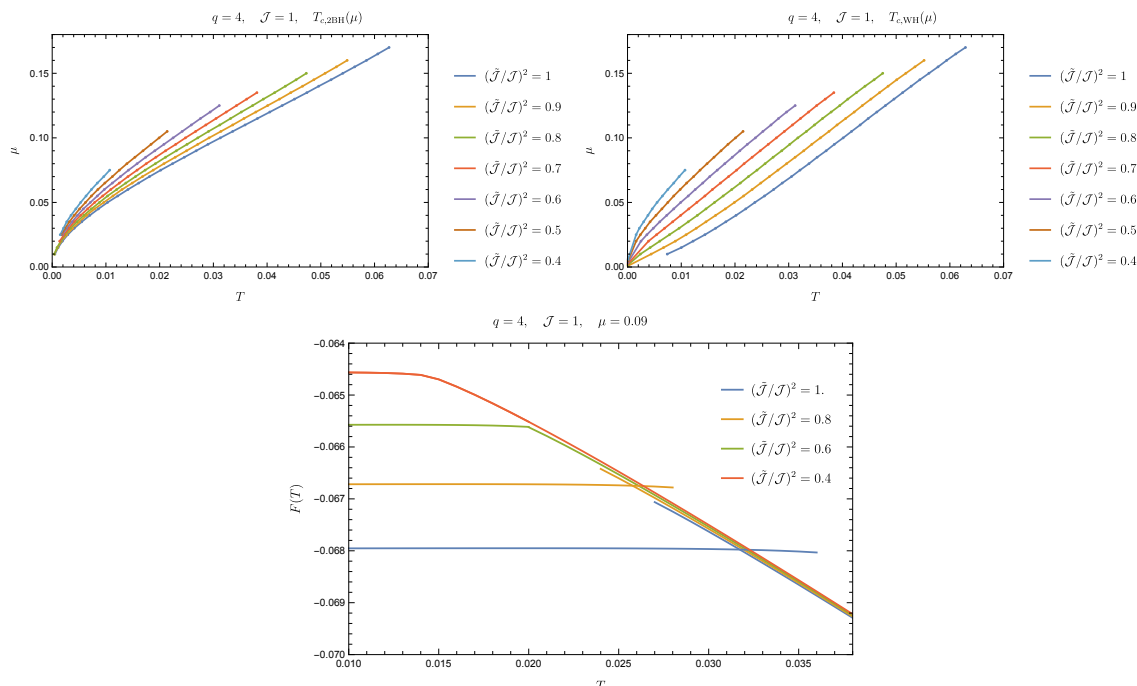 q = 4, 𝒥 = 1, T_{c,2BH}(μ)
μ
0.15
0.10
0.05
0.00
0.00 0.01 0.02 0.03 0.04 0.05 0.06 0.07
T
(𝒥̃/𝒥)² = 1
(𝒥̃/𝒥)² = 0.9
(𝒥̃/𝒥)² = 0.8
(𝒥̃/𝒥)² = 0.7
(𝒥̃/𝒥)² = 0.6
(𝒥̃/𝒥)² = 0.5
(𝒥̃/𝒥)² = 0.4
q = 4, 𝒥 = 1, T_{c,WH}(μ)
μ
0.15
0.10
0.05
0.00
0.00 0.01 0.02 0.03 0.04 0.05 0.06 0.07
T
(𝒥̃/𝒥)² = 1
(𝒥̃/𝒥)² = 0.9
(𝒥̃/𝒥)² = 0.8
(𝒥̃/𝒥)² = 0.7
(𝒥̃/𝒥)² = 0.6
(𝒥̃/𝒥)² = 0.5
(𝒥̃/𝒥)² = 0.4
q = 4, 𝒥 = 1, μ = 0.09
F(T)
−0.064
−0.065
−0.066
−0.067
−0.068
−0.069
−0.070
0.010 0.015 0.020 0.025 0.030 0.035
T
(𝒥̃/𝒥)² = 1.
(𝒥̃/𝒥)² = 0.8
(𝒥̃/𝒥)² = 0.6
(𝒥̃/𝒥)² = 0.4